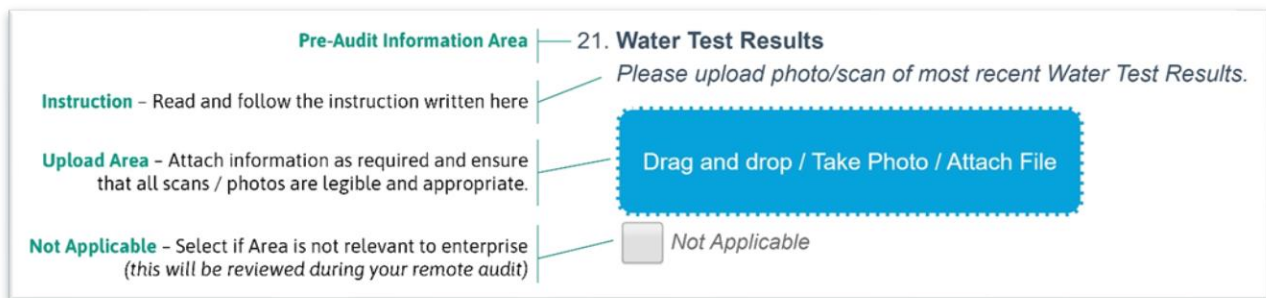 Pre-Audit Information Area
21. Water Test Results
Please upload photo/scan of most recent Water Test Results.
Instruction – Read and follow the instruction written here
Upload Area – Attach information as required and ensure
that all scans / photos are legible and appropriate.
Drag and drop / Take Photo / Attach File
Not Applicable – Select if Area is not relevant to enterprise
(this will be reviewed during your remote audit)
Not Applicable